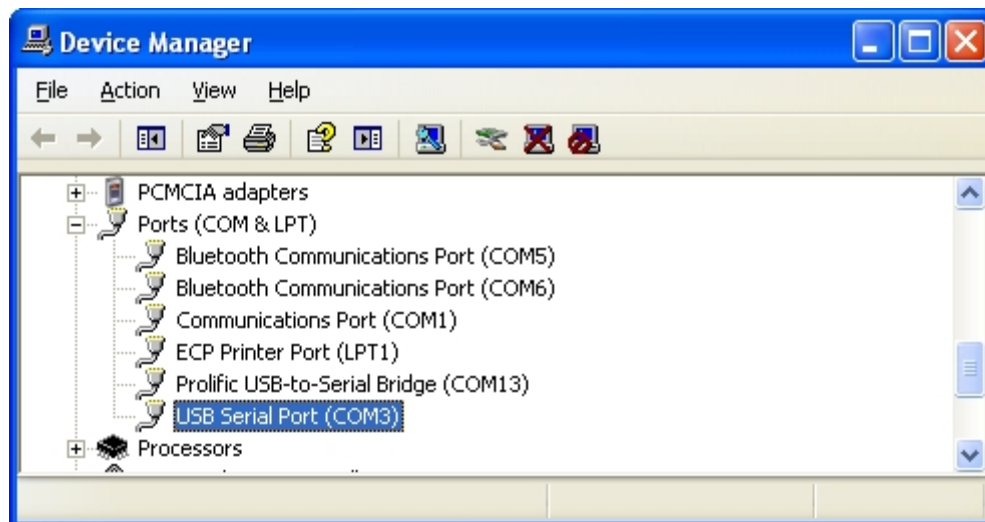 Device Manager
File Action View Help
PCMCIA adapters
Ports (COM & LPT)
Bluetooth Communications Port (COM5)
Bluetooth Communications Port (COM6)
Communications Port (COM1)
ECP Printer Port (LPT1)
Prolific USB-to-Serial Bridge (COM13)
USB Serial Port (COM3)
Processors